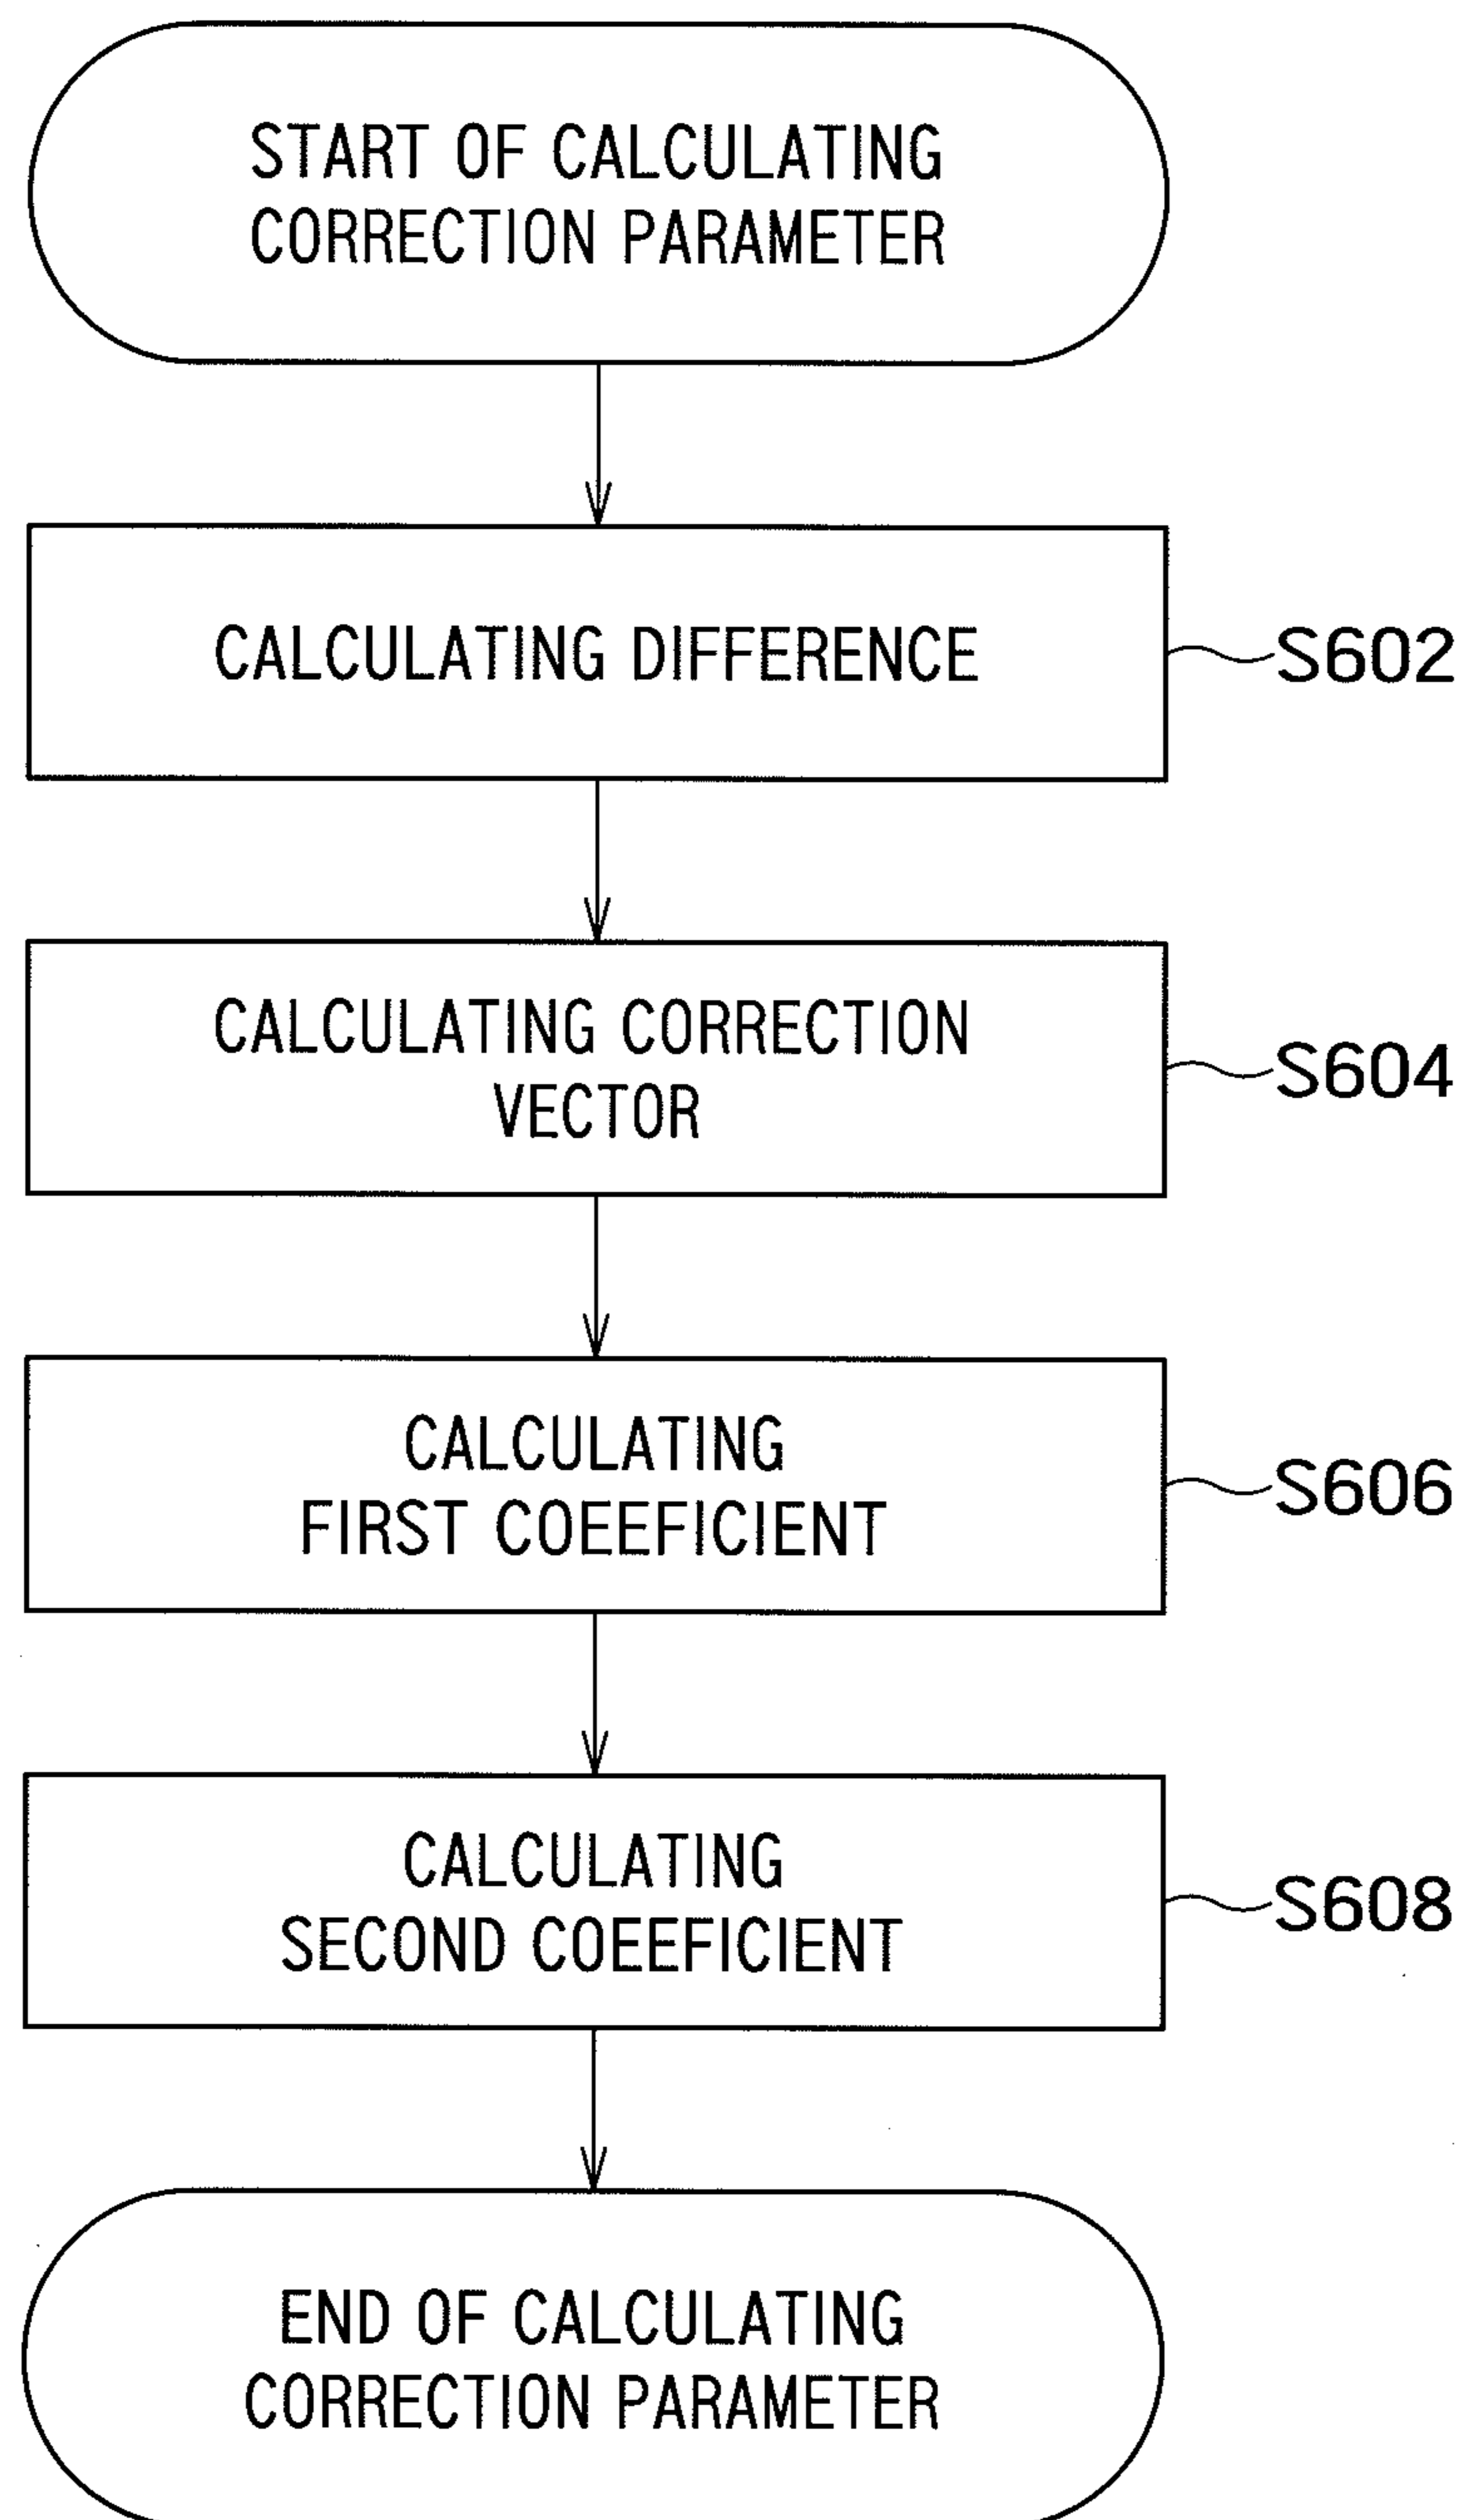 START OF CALCULATING
CORRECTION PARAMETER
CALCULATING DIFFERENCE
S602
CALCULATING CORRECTION
VECTOR
S604
CALCULATING
FIRST COEEFICIENT
S606
CALCULATING
SECOND COEEFICIENT
S608
END OF CALCULATING
CORRECTION PARAMETER